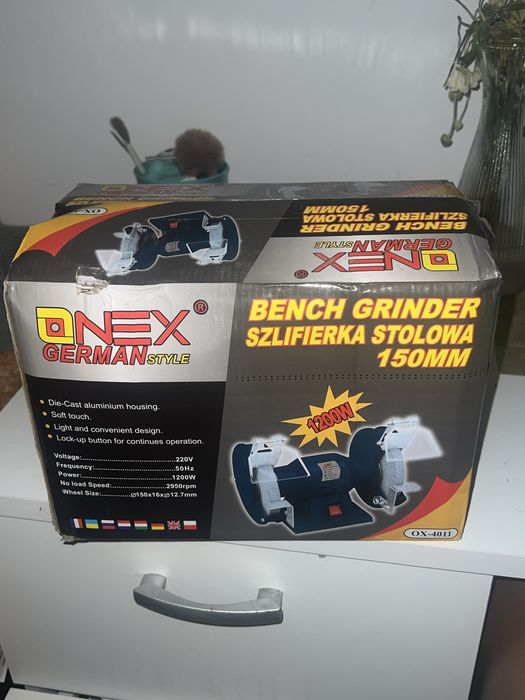 ONEX
150MM
SZLIFIERKA STOLOWA
BENCH GRINDER
GERMAN STYLE
ONEX
ONEX®
GERMAN STYLE
BENCH GRINDER
SZLIFIERKA STOLOWA
150MM
1200W
Die-Cast aluminium housing.
Soft touch.
Light and convenient design.
Lock-up button for continues operation.
Voltage:...............................220V
Frequency:............................50Hz
Power:................................1200W
No load Speed:...................2950rpm
Wheel Size:..........Ø150x16xØ12.7mm
OX-4011